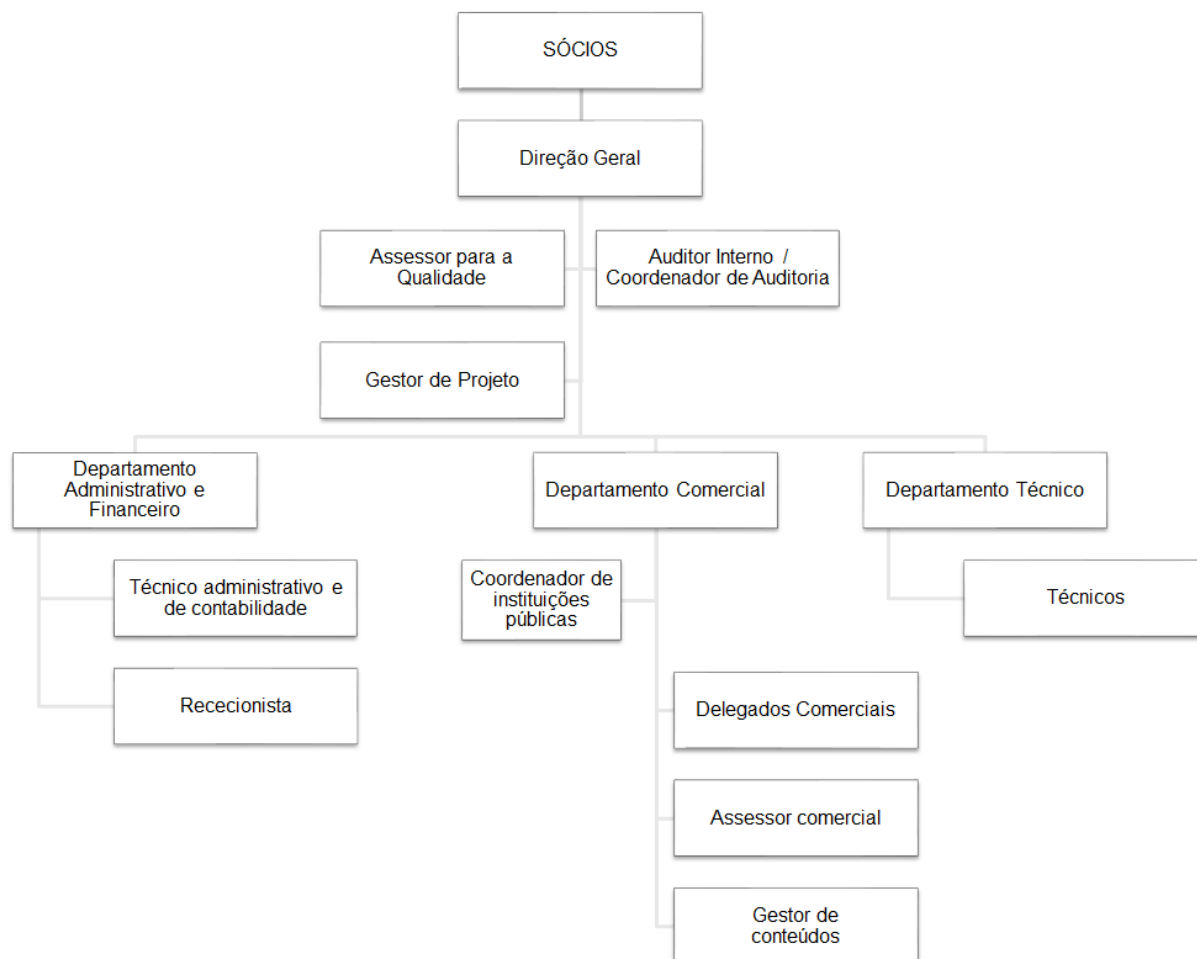 SÓCIOS
Direção Geral
Assessor para a
Qualidade
Auditor Interno /
Coordenador de Auditoria
Gestor de Projeto
Departamento
Administrativo e
Financeiro
Departamento Comercial
Departamento Técnico
Técnico administrativo e
de contabilidade
Coordenador de
instituições
públicas
Técnicos
Rececionista
Delegados Comerciais
Assessor comercial
Gestor de
conteúdos